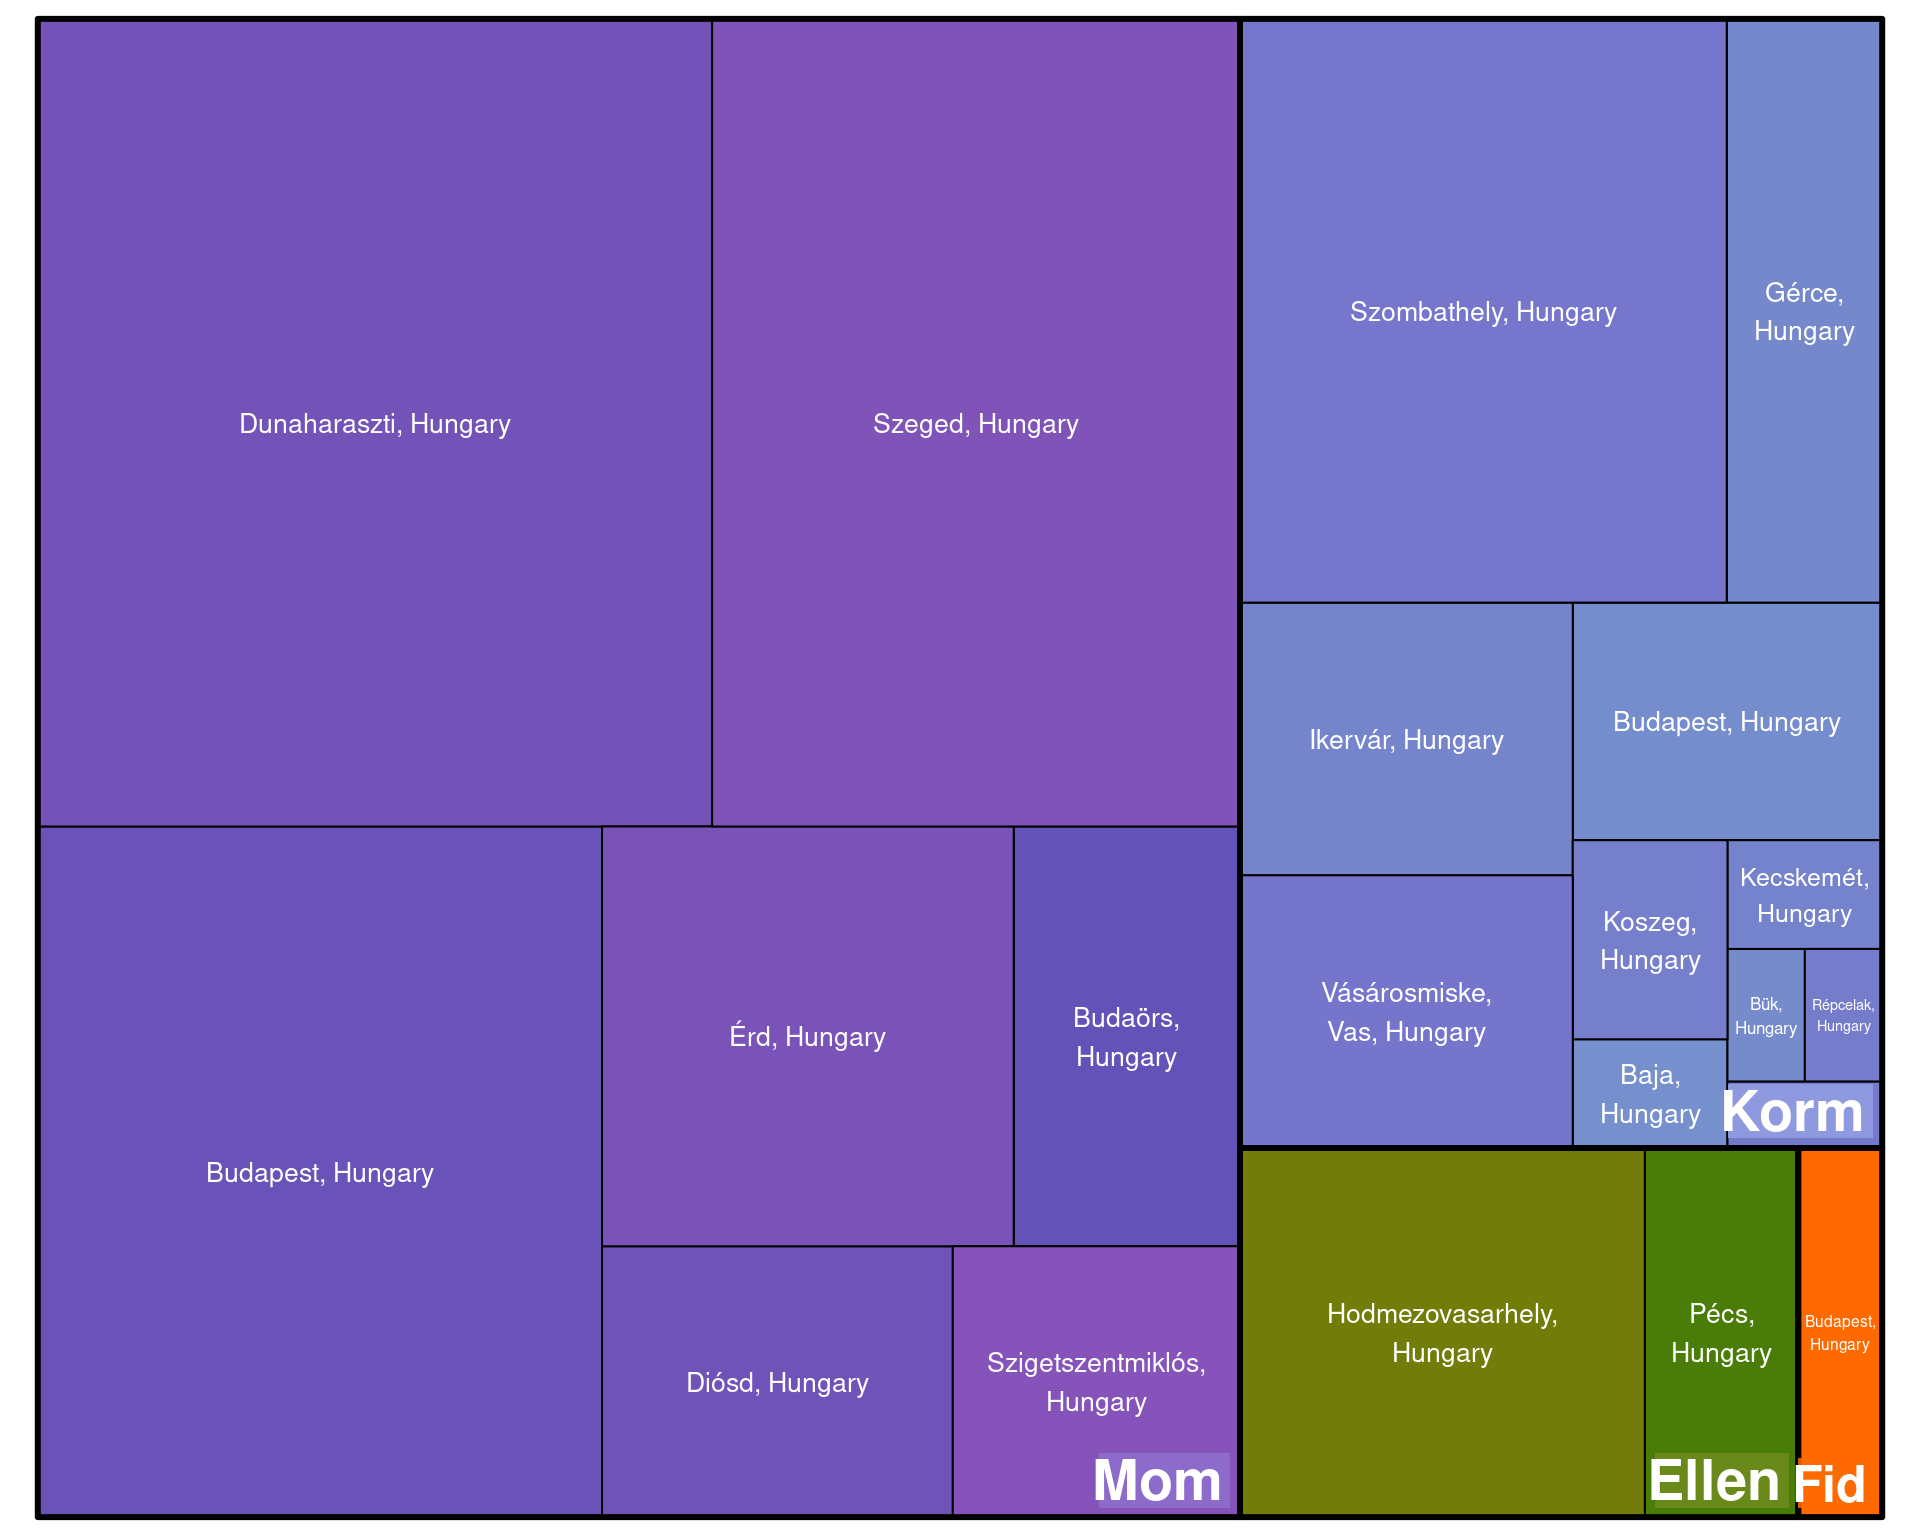 Dunaharaszti, Hungary
Szeged, Hungary
Budapest, Hungary
Érd, Hungary
Budaörs,
Hungary
Diósd, Hungary
Szigetszentmiklós,
Hungary
Mom
Szombathely, Hungary
Gérce,
Hungary
Ikervár, Hungary
Budapest, Hungary
Vásárosmiske,
Vas, Hungary
Koszeg,
Hungary
Kecskemét,
Hungary
Bük,
Hungary
Répcelak,
Hungary
Baja,
Hungary
Korm
Hodmezovasarhely,
Hungary
Pécs,
Hungary
Ellen
Budapest,
Hungary
Fid